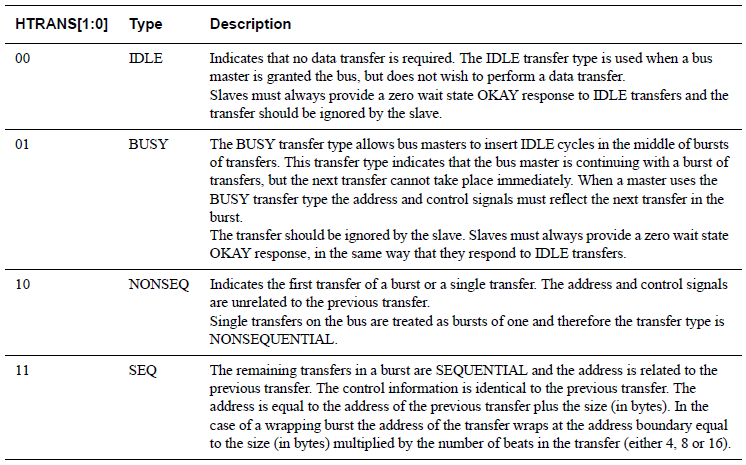 HTRANS[1:0] Type Description
00 IDLE Indicates that no data transfer is required. The IDLE transfer type is used when a bus
master is granted the bus, but does not wish to perform a data transfer.
Slaves must always provide a zero wait state OKAY response to IDLE transfers and the
transfer should be ignored by the slave.
01 BUSY The BUSY transfer type allows bus masters to insert IDLE cycles in the middle of bursts
of transfers. This transfer type indicates that the bus master is continuing with a burst of
transfers, but the next transfer cannot take place immediately. When a master uses the
BUSY transfer type the address and control signals must reflect the next transfer in the
burst.
The transfer should be ignored by the slave. Slaves must always provide a zero wait state
OKAY response, in the same way that they respond to IDLE transfers.
10 NONSEQ Indicates the first transfer of a burst or a single transfer. The address and control signals
are unrelated to the previous transfer.
Single transfers on the bus are treated as bursts of one and therefore the transfer type is
NONSEQUENTIAL.
11 SEQ The remaining transfers in a burst are SEQUENTIAL and the address is related to the
previous transfer. The control information is identical to the previous transfer. The
address is equal to the address of the previous transfer plus the size (in bytes). In the
case of a wrapping burst the address of the transfer wraps at the address boundary equal
to the size (in bytes) multiplied by the number of beats in the transfer (either 4, 8 or 16).